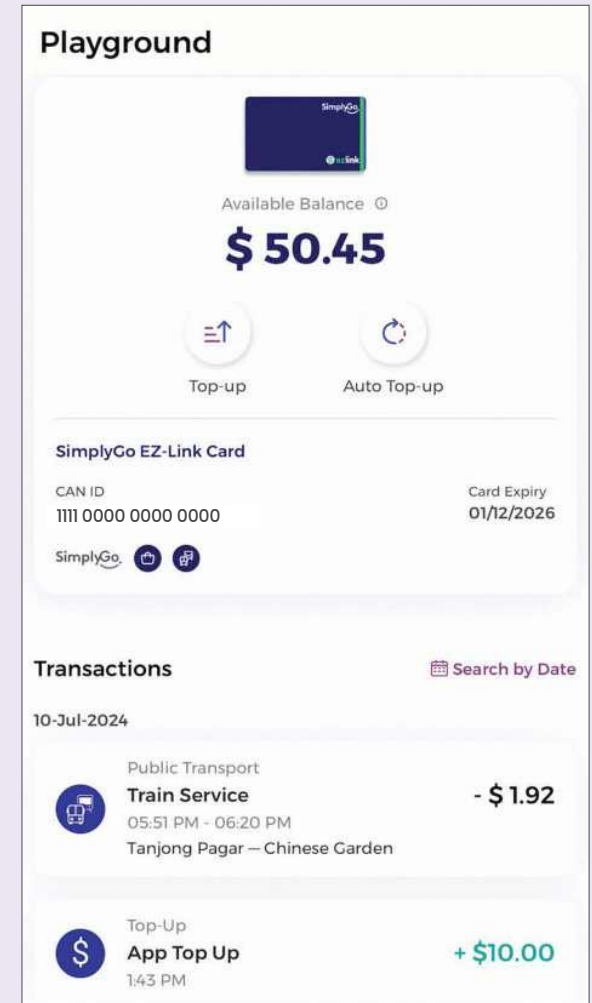 Playground
SimplyGo
ezlink
Available Balance
$ 50.45
Top-up
Auto Top-up
SimplyGo EZ-Link Card
CAN ID
Card Expiry
1111 0000 0000 0000
01/12/2026
SimplyGo.
Transactions
Search by Date
10-Jul-2024
Public Transport
Train Service
- $ 1.92
05:51 PM - 06:20 PM
Tanjong Pagar – Chinese Garden
Top-Up
App Top Up
+ $10.00
1:43 PM